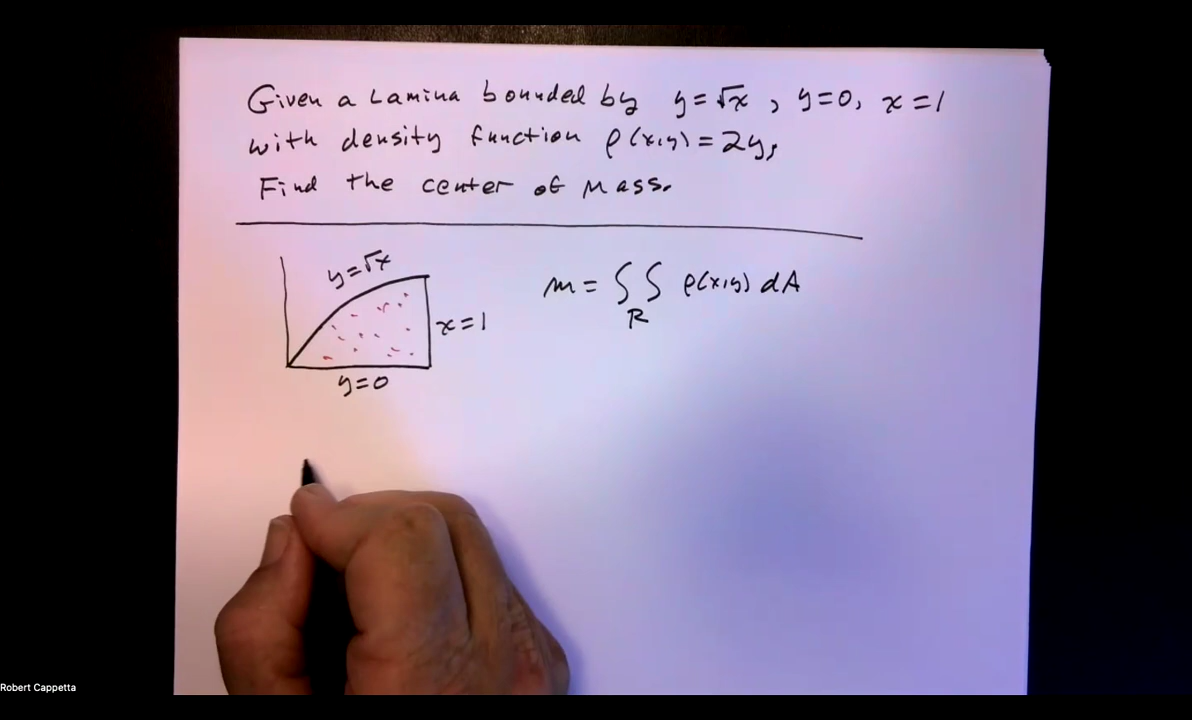 Given a Lamina bounded by y=√x, y=0, x=1
with density function ρ(x,y)=2y,
Find the center of Mass.
y=√x
m=∫∫ ρ(x,y) dA
R
x=1
y=0
Robert Cappetta